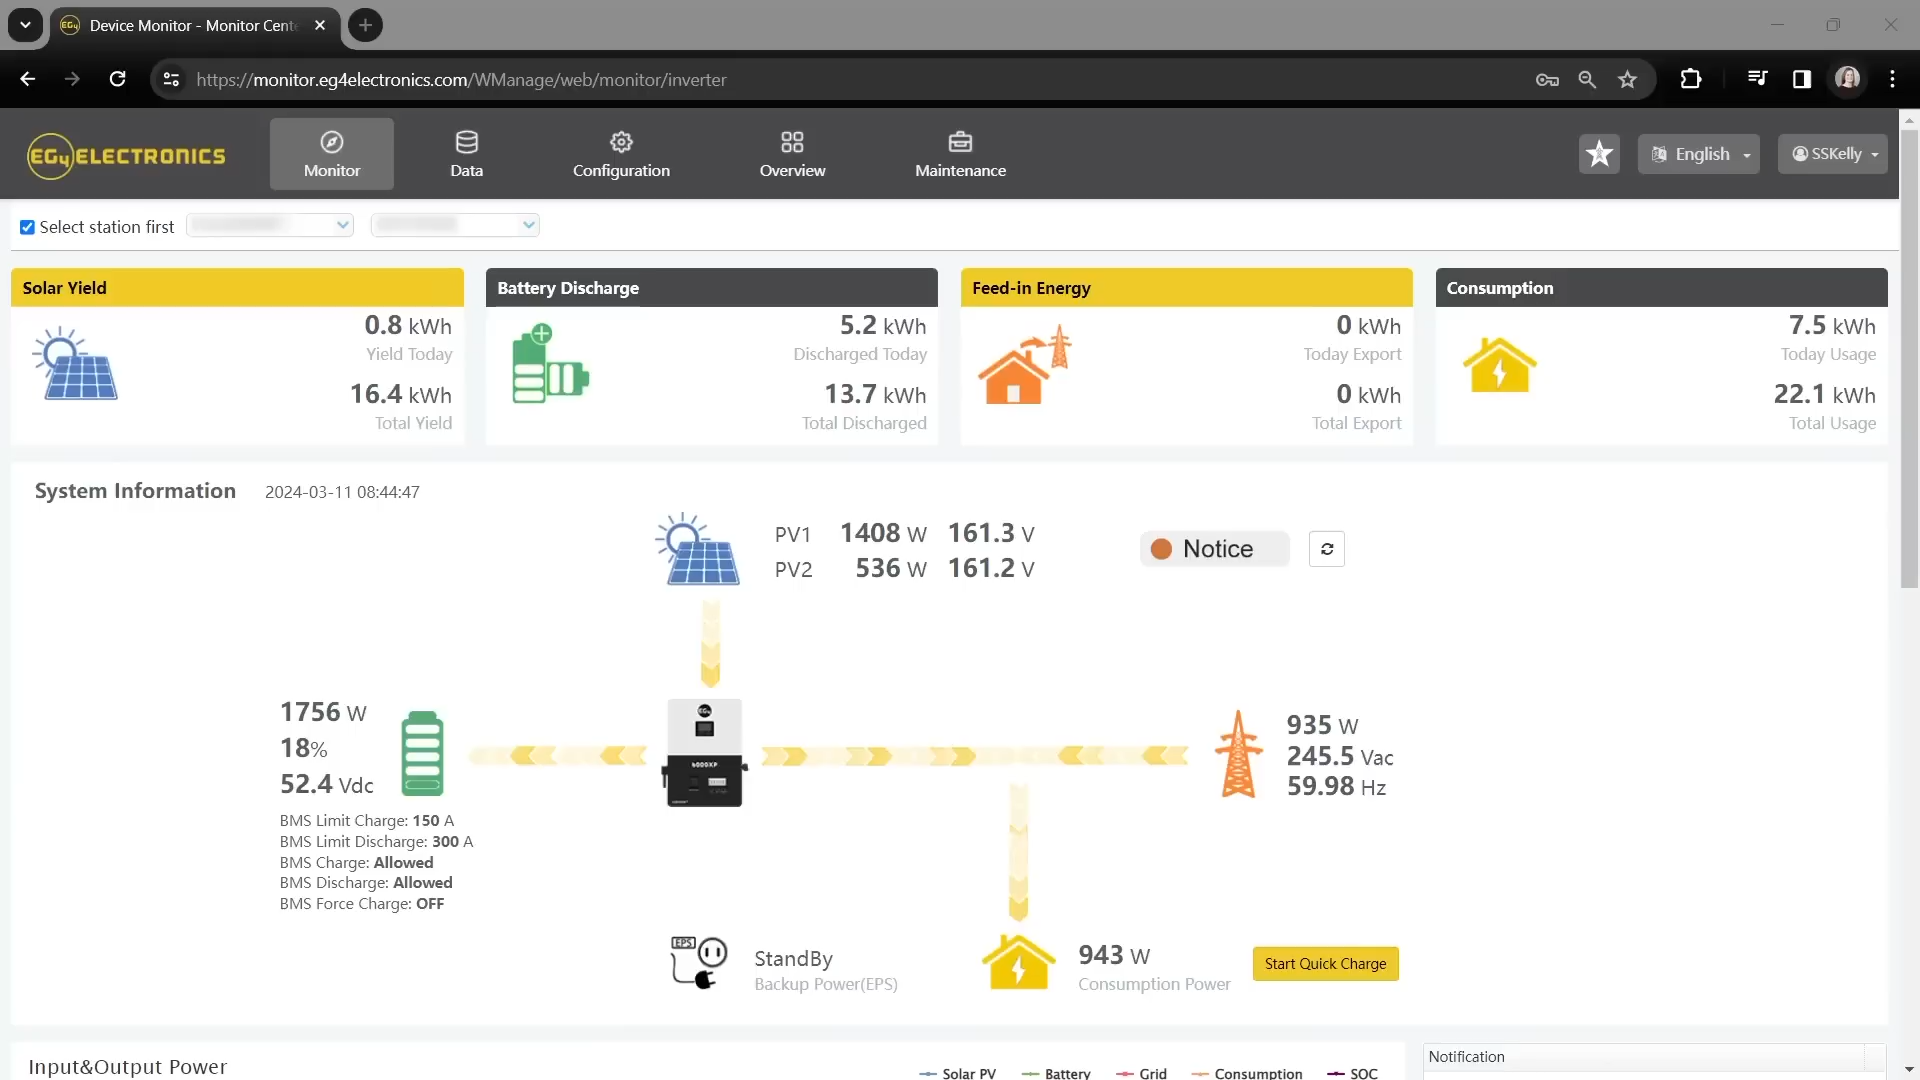 Device Monitor - Monitor Cent
https://monitor.eg4electronics.com/WManage/web/monitor/inverter
EG4 ELECTRONICS
Monitor
Data
Configuration
Overview
Maintenance
English
SSKelly
Select station first
Solar Yield
0.8 kWh
Yield Today
16.4 kWh
Total Yield
Battery Discharge
5.2 kWh
Discharged Today
13.7 kWh
Total Discharged
Feed-in Energy
0 kWh
Today Export
0 kWh
Total Export
Consumption
7.5 kWh
Today Usage
22.1 kWh
Total Usage
System Information 2024-03-11 08:44:47
PV1 1408 W 161.3 V
PV2 536 W 161.2 V
Notice
1756 W
18%
52.4 Vdc
BMS Limit Charge: 150 A
BMS Limit Discharge: 300 A
BMS Charge: Allowed
BMS Discharge: Allowed
BMS Force Charge: OFF
EG4
6000XP
935 W
245.5 Vac
59.98 Hz
EPS
StandBy
Backup Power(EPS)
943 W
Consumption Power
Start Quick Charge
Input&Output Power
Solar PV
Battery
Grid
Consumption
SOC
Notification